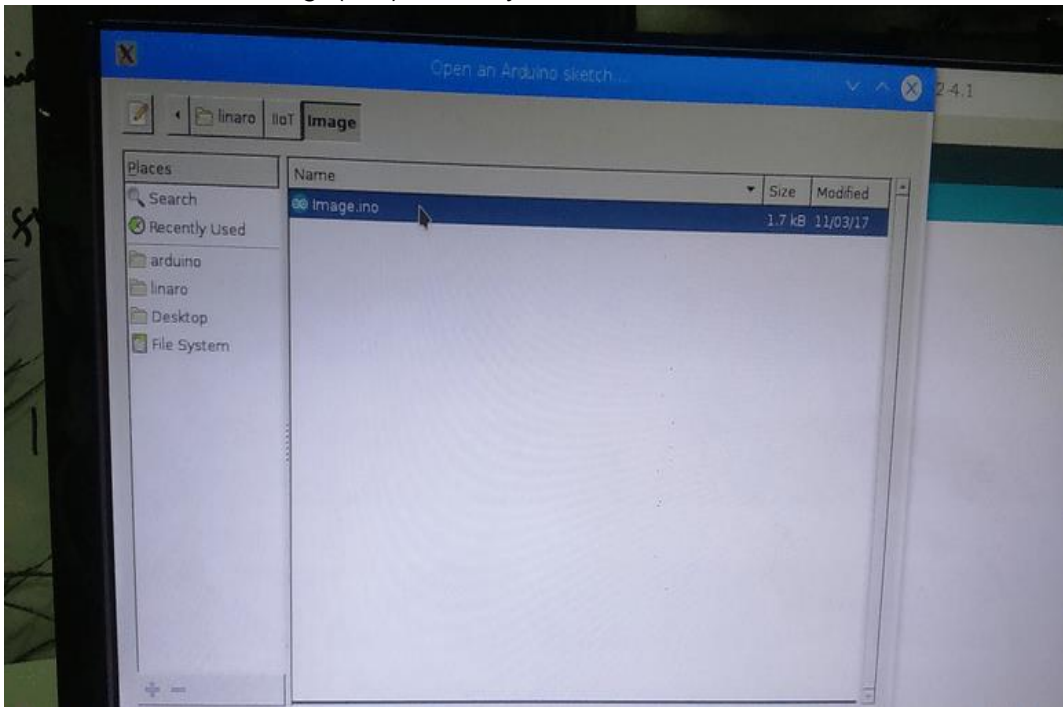 X
Open an Arduino sketch...
2-4.1
linaro IIoT Image
Places
Name Size Modified
Search
Image.ino 1.7 kB 11/03/17
Recently Used
arduino
linaro
Desktop
File System